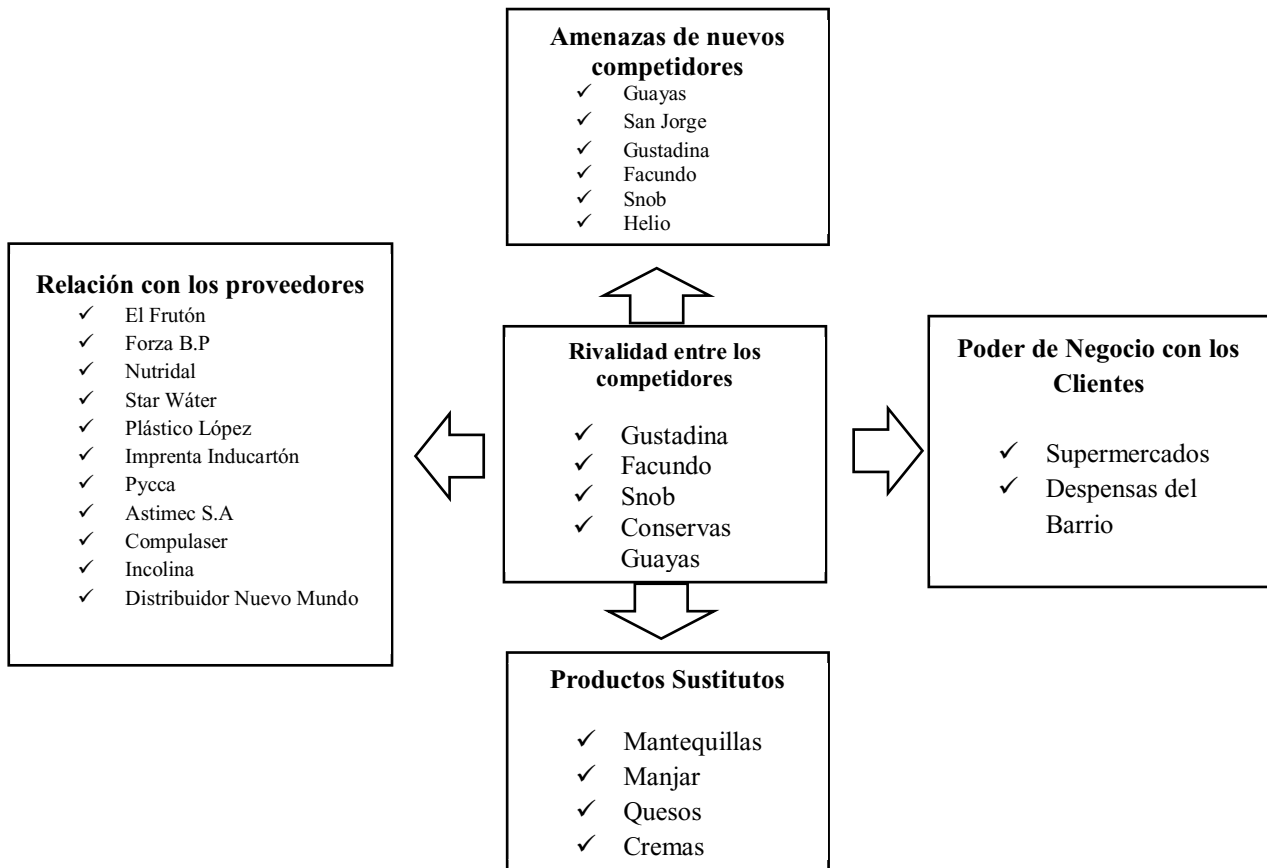 Amenazas de nuevos
competidores
✓ Guayas
✓ San Jorge
✓ Gustadina
✓ Facundo
✓ Snob
✓ Helio
Relación con los proveedores
✓ El Frutón
✓ Forza B.P
✓ Nutridal
✓ Star Wáter
✓ Plástico López
✓ Imprenta Inducartón
✓ Pycca
✓ Astimec S.A
✓ Compulaser
✓ Incolina
✓ Distribuidor Nuevo Mundo
Rivalidad entre los
competidores
✓ Gustadina
✓ Facundo
✓ Snob
✓ Conservas
Guayas
Poder de Negocio con los
Clientes
✓ Supermercados
✓ Despensas del
Barrio
Productos Sustitutos
✓ Mantequillas
✓ Manjar
✓ Quesos
✓ Cremas